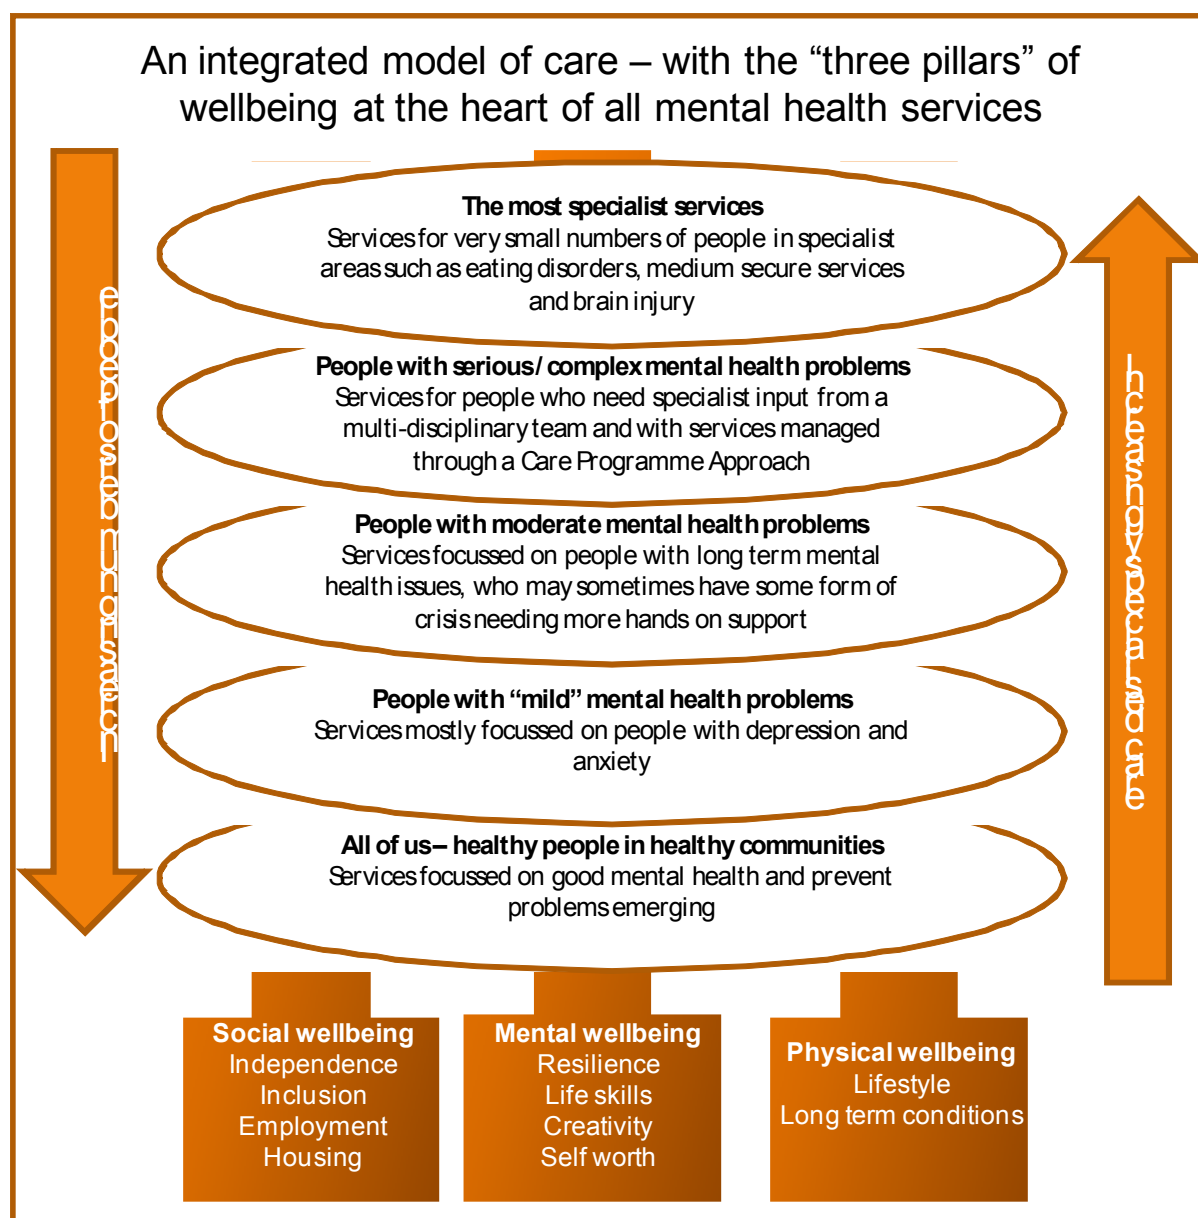 An integrated model of care – with the “three pillars” of
wellbeing at the heart of all mental health services
Increasing numbers of people
The most specialist services
Services for very small numbers of people in specialist
areas such as eating disorders, medium secure services
and brain injury
People with serious/ complex mental health problems
Services for people who need specialist input from a
multi-disciplinary team and with services managed
through a Care Programme Approach
People with moderate mental health problems
Services focussed on people with long term mental
health issues, who may sometimes have some form of
crisis needing more hands on support
People with “mild” mental health problems
Services mostly focussed on people with depression and
anxiety
All of us – healthy people in healthy communities
Services focussed on good mental health and prevent
problems emerging
Social wellbeing
Independence
Inclusion
Employment
Housing
Mental wellbeing
Resilience
Life skills
Creativity
Self worth
Physical wellbeing
Lifestyle
Long term conditions